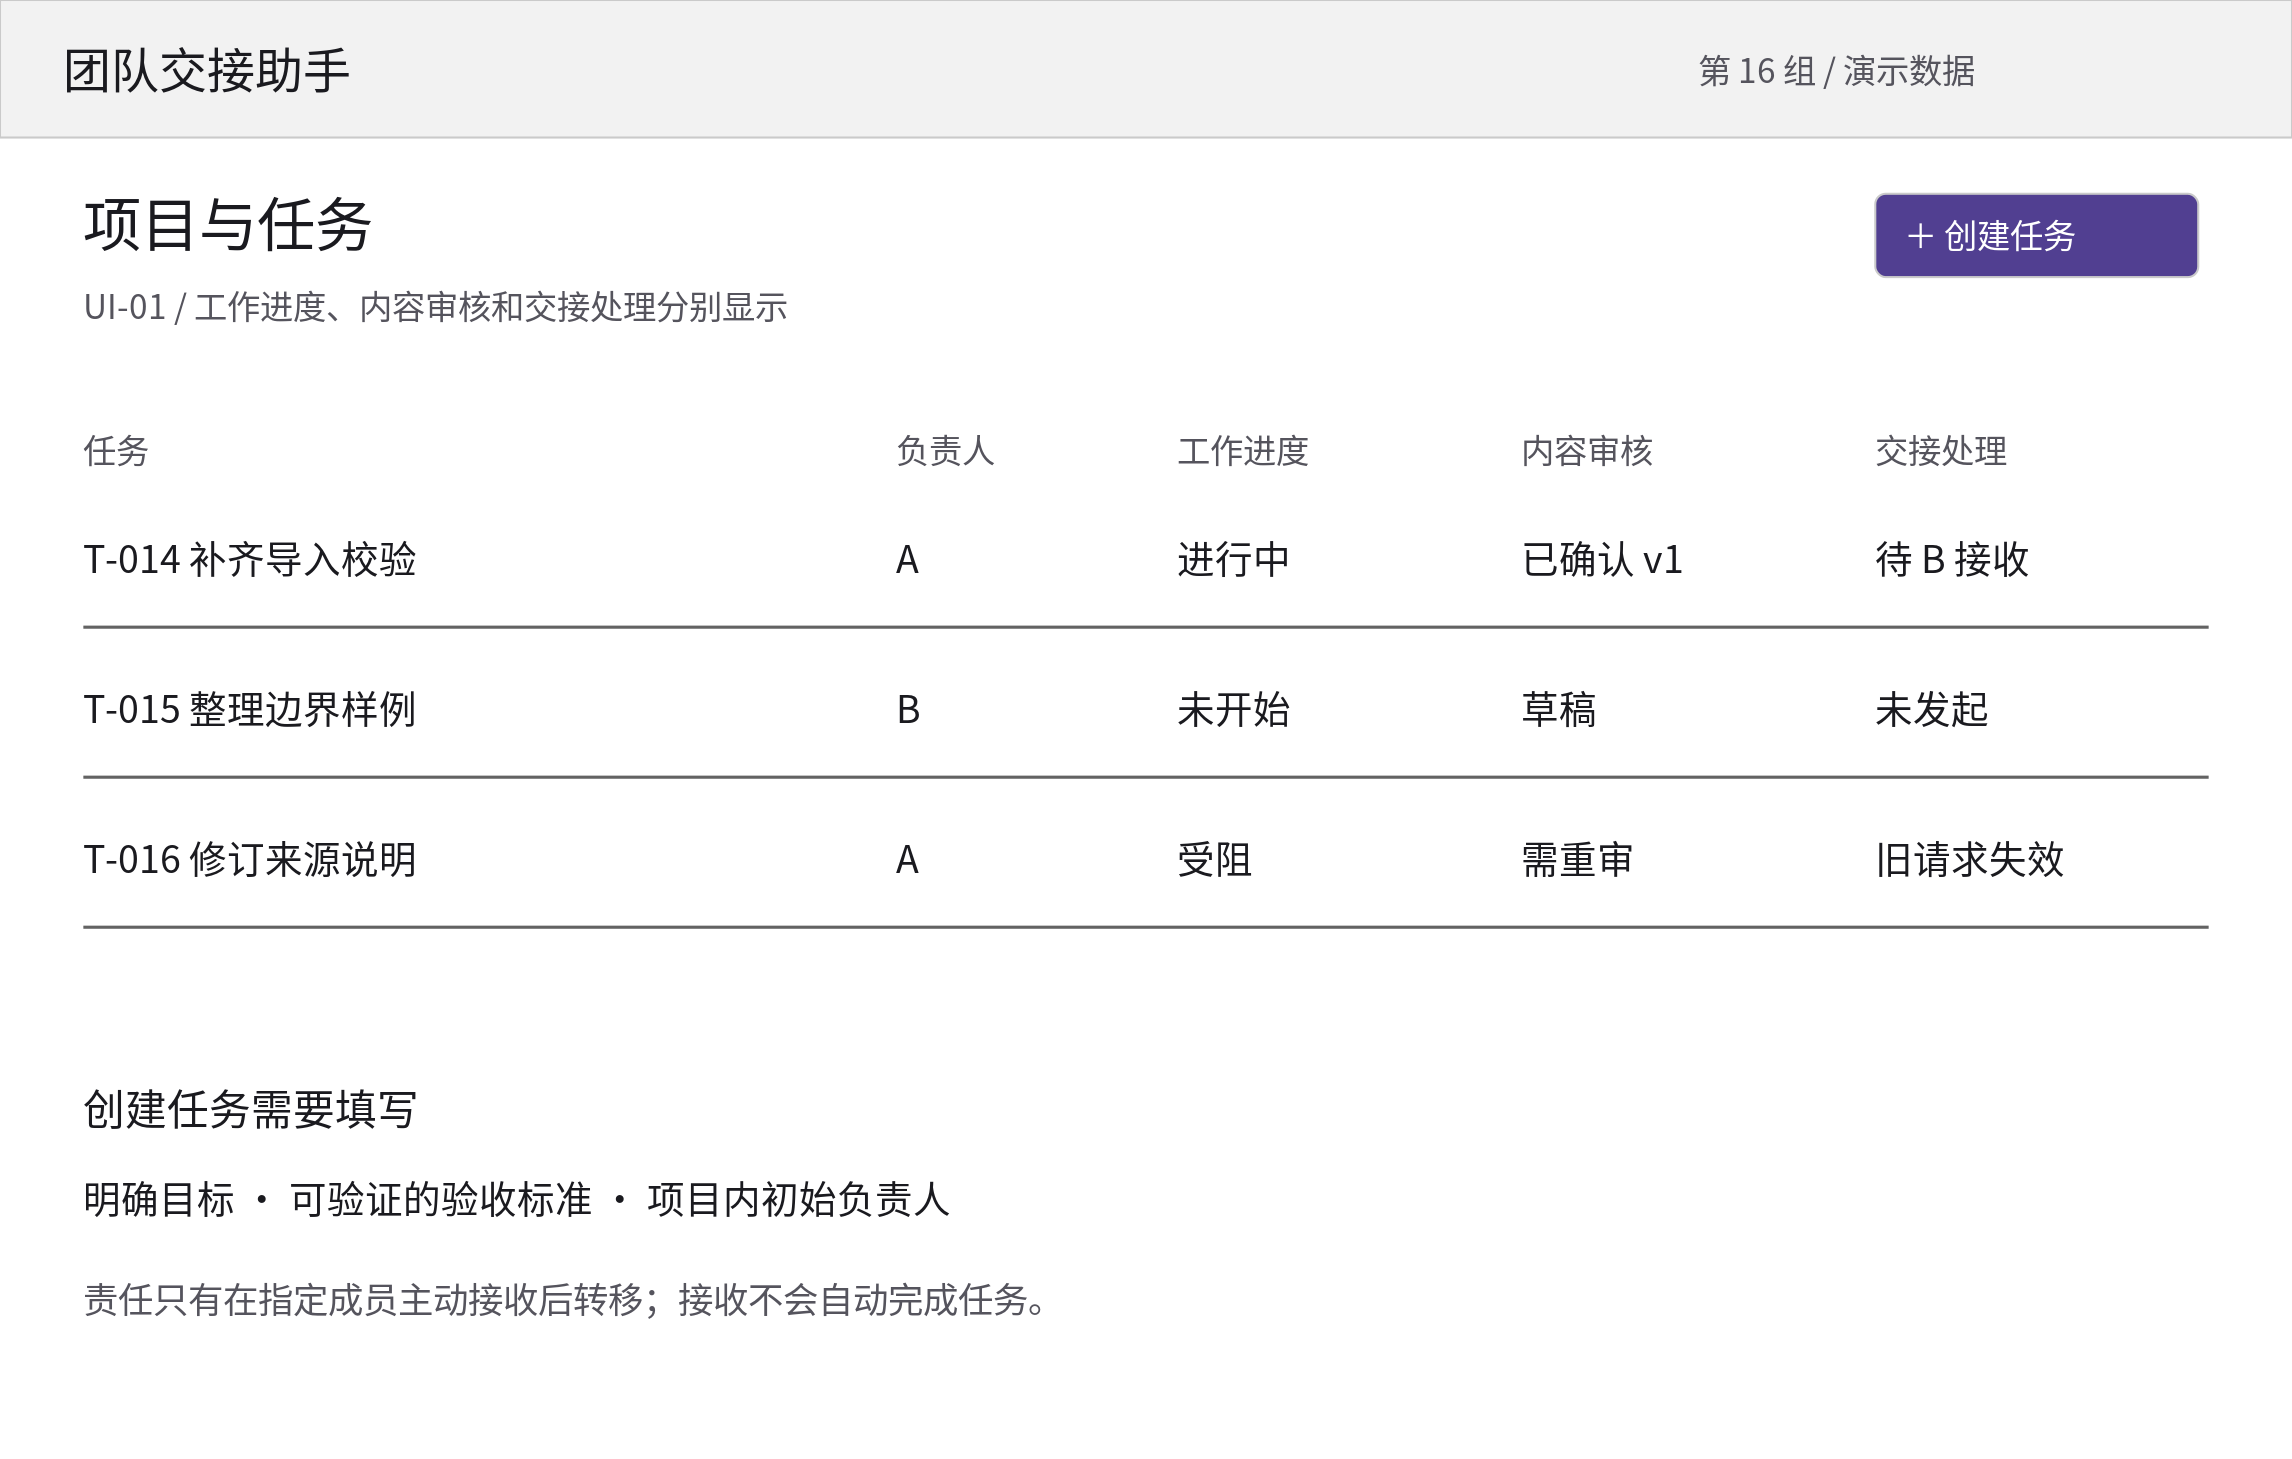 团队交接助手
第 16 组 / 演示数据
项目与任务
＋ 创建任务
UI-01 / 工作进度、内容审核和交接处理分别显示
任务 负责人 工作进度 内容审核 交接处理
T-014 补齐导入校验 A 进行中 已确认 v1 待 B 接收
T-015 整理边界样例 B 未开始 草稿 未发起
T-016 修订来源说明 A 受阻 需重审 旧请求失效
创建任务需要填写
明确目标 · 可验证的验收标准 · 项目内初始负责人
责任只有在指定成员主动接收后转移；接收不会自动完成任务。